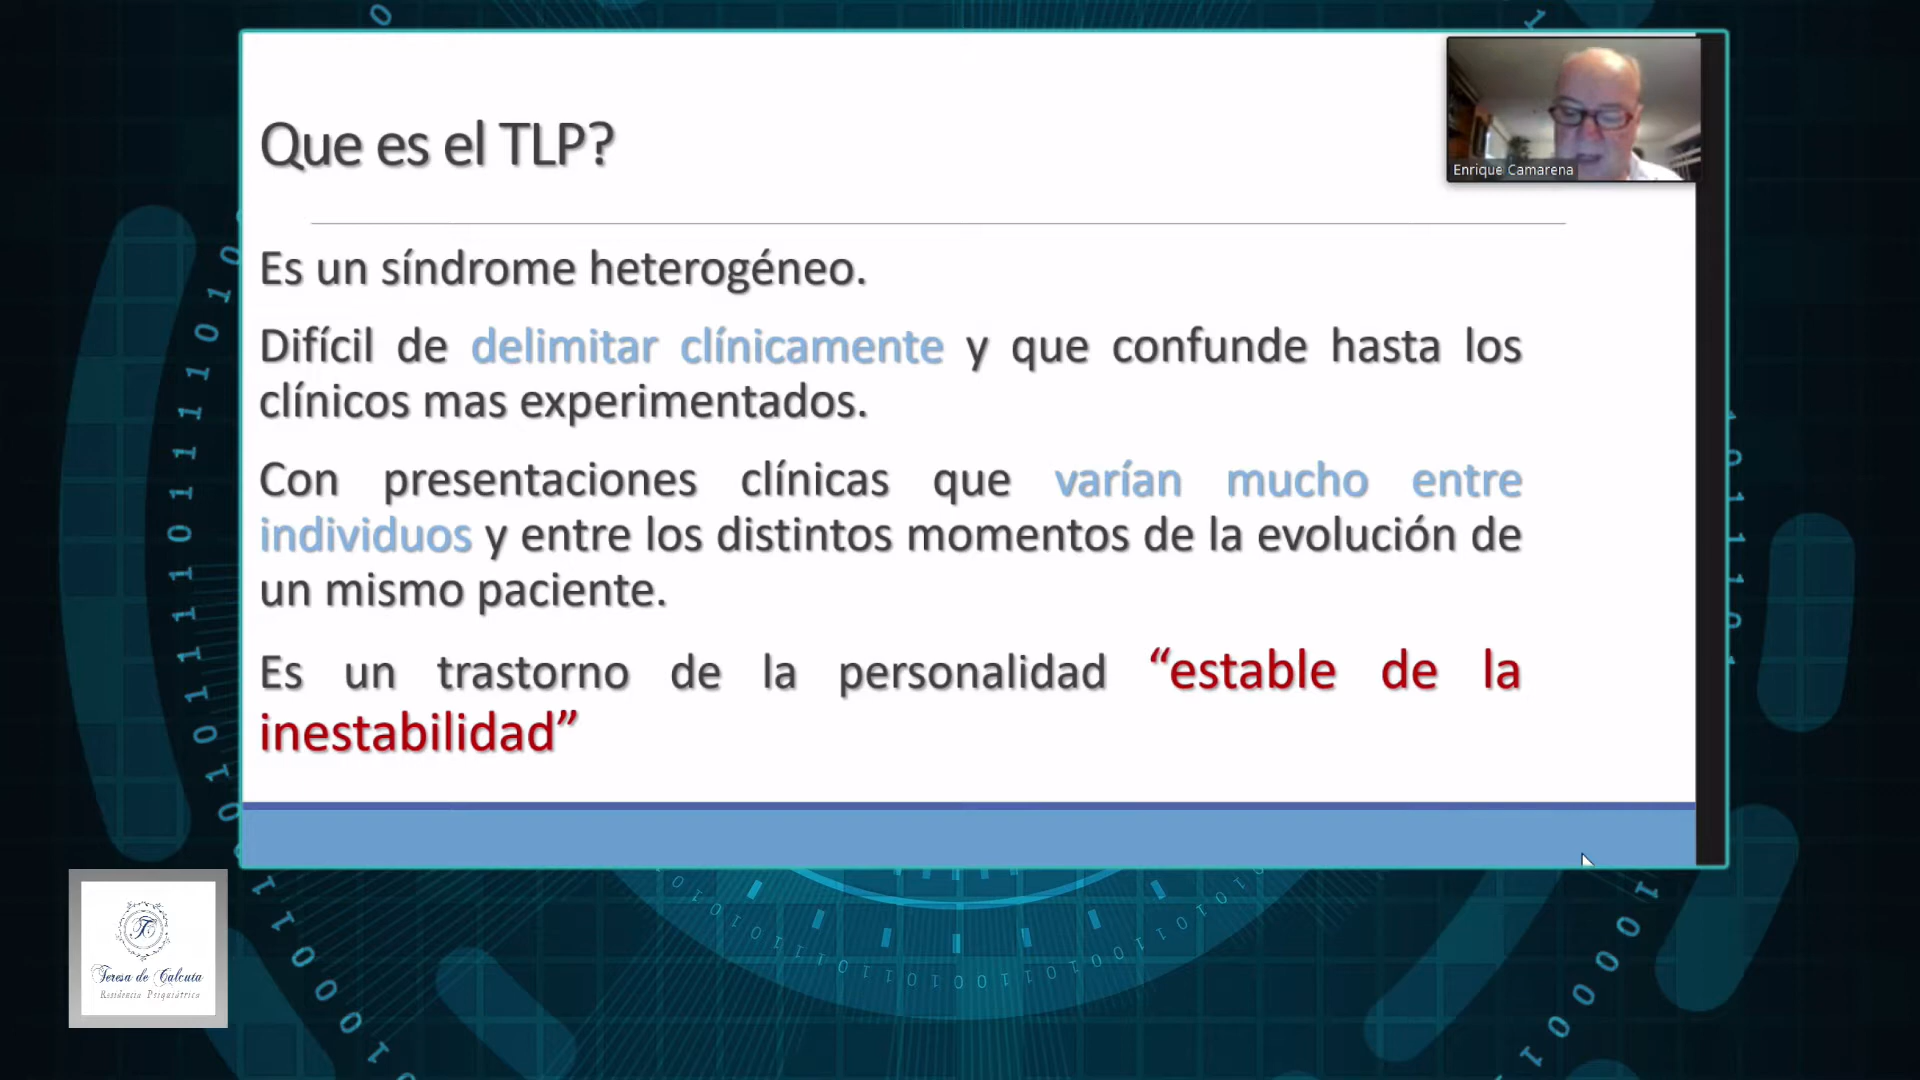 Que es el TLP?
Enrique Camarena
Es un síndrome heterogéneo.
Difícil de delimitar clínicamente y que confunde hasta los
clínicos mas experimentados.
Con presentaciones clínicas que varían mucho entre
individuos y entre los distintos momentos de la evolución de
un mismo paciente.
Es un trastorno de la personalidad “estable de la
inestabilidad”
Teresa de Calcuta
Residencia Psiquiátrica